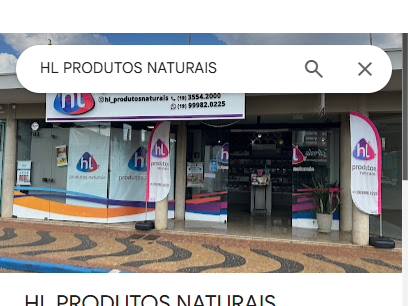 HL PRODUTOS NATURAIS
hl @hl_produtosnaturais (19) 3554.2000
(19) 99982.0225
hl
produtos naturais
hl
produtos
naturais
hl
hl
produtos
naturais
HL PRODUTOS NATURAIS